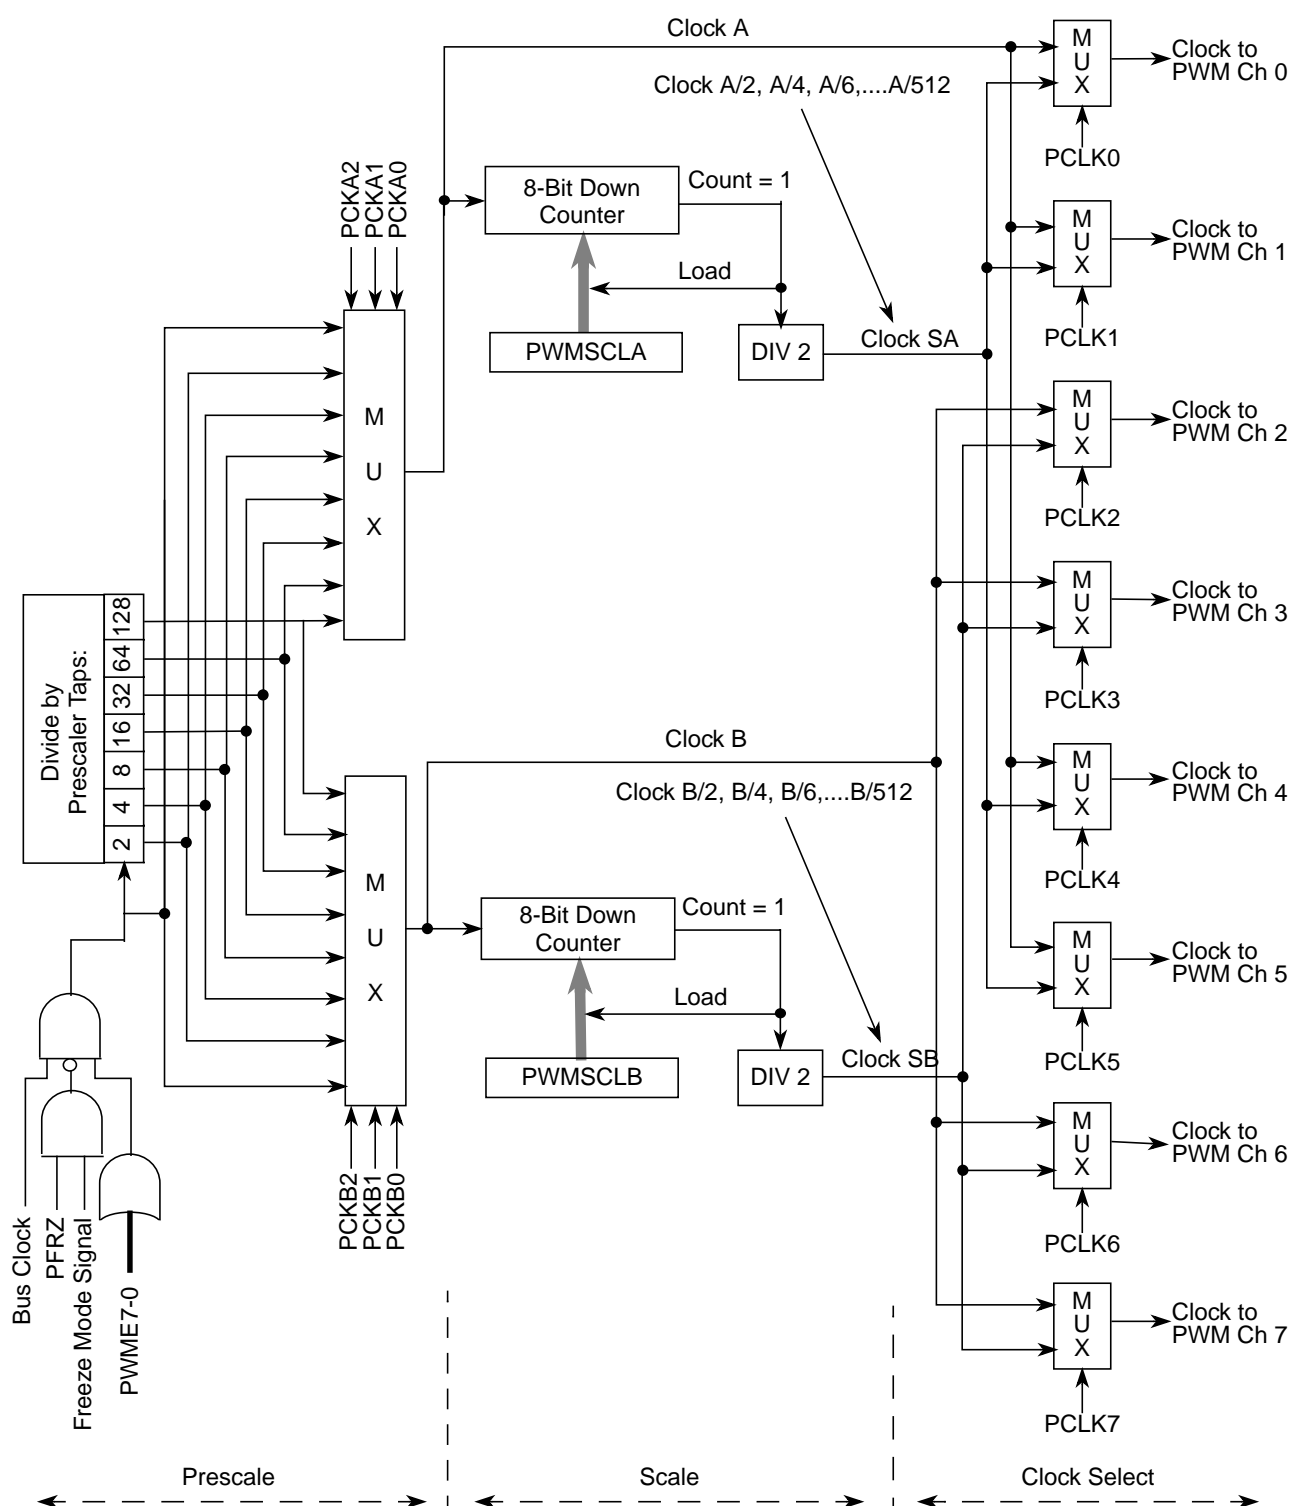 Clock A
Clock A/2, A/4, A/6,....A/512
M
U
X
Clock to
PWM Ch 0
PCLK0
PCKA2
PCKA1
PCKA0
8-Bit Down
Counter
Count = 1
Load
PWMSCLA
DIV 2
Clock SA
M
U
X
Clock to
PWM Ch 1
PCLK1
M
U
X
M
U
X
Clock to
PWM Ch 2
PCLK2
M
U
X
Clock to
PWM Ch 3
PCLK3
Divide by
Prescaler Taps:
128
64
32
16
8
4
2
Clock B
Clock B/2, B/4, B/6,....B/512
M
U
X
Clock to
PWM Ch 4
PCLK4
M
U
X
8-Bit Down
Counter
Count = 1
Load
PWMSCLB
DIV 2
Clock SB
M
U
X
Clock to
PWM Ch 5
PCLK5
PCKB2
PCKB1
PCKB0
M
U
X
Clock to
PWM Ch 6
PCLK6
Bus Clock
PFRZ
Freeze Mode Signal
PWME7-0
M
U
X
Clock to
PWM Ch 7
PCLK7
Prescale
Scale
Clock Select